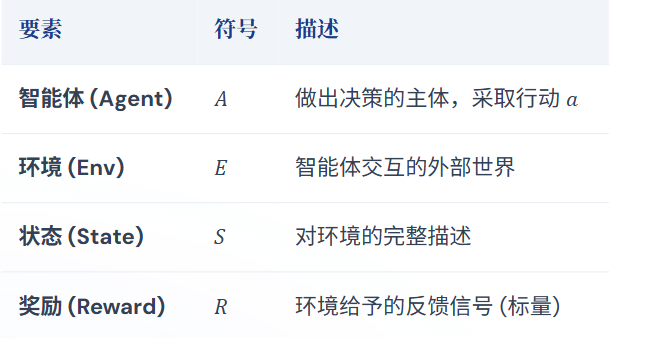 要素 符号 描述
智能体 (Agent) A 做出决策的主体，采取行动 a
环境 (Env) E 智能体交互的外部世界
状态 (State) S 对环境的完整描述
奖励 (Reward) R 环境给予的反馈信号 (标量)